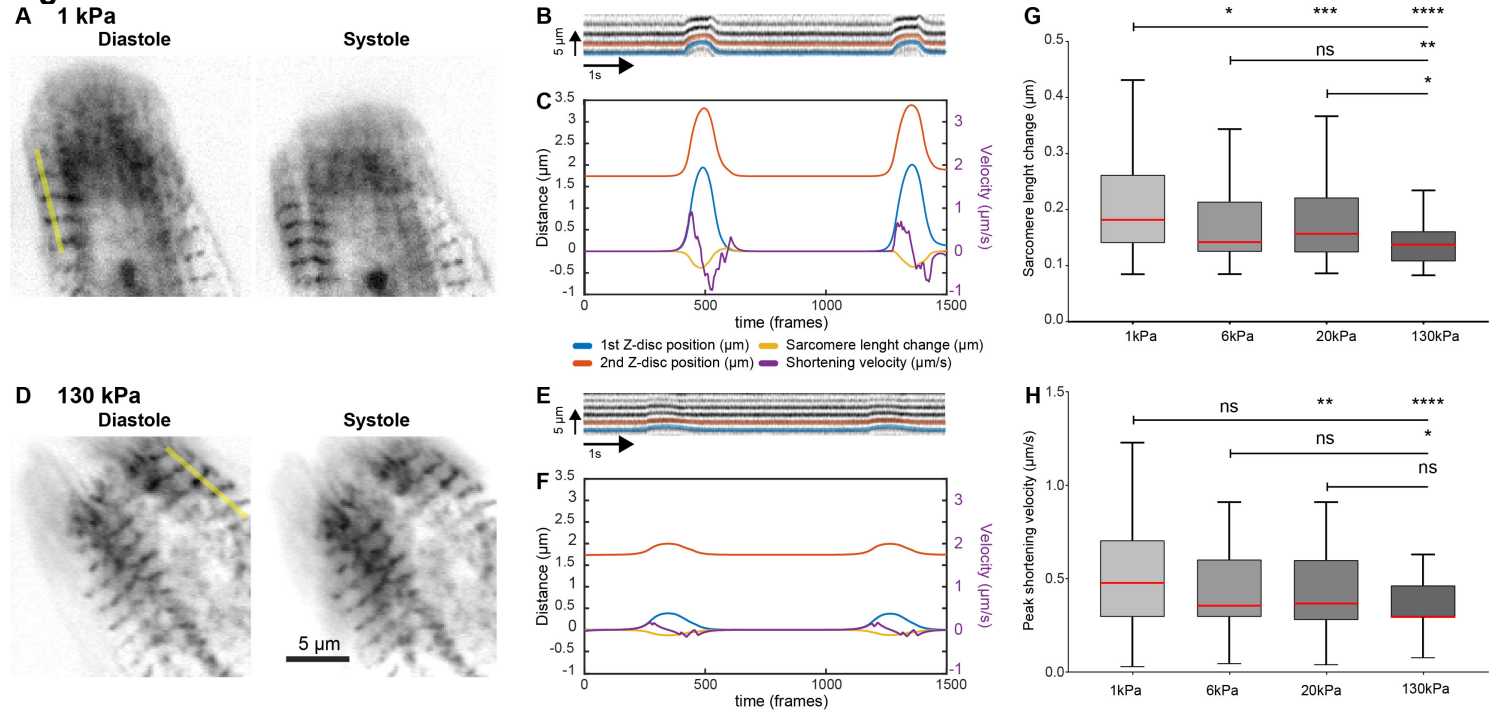 A 1 kPa
Diastole
Systole
B
5 µm
1s
C
3.5
3
2.5
2
1.5
1
0.5
0
-0.5
-1
Distance (µm)
3
2
1
0
-1
Velocity (µm/s)
0 500 1000 1500
time (frames)
1st Z-disc position (µm)
Sarcomere lenght change (µm)
2nd Z-disc position (µm)
Shortening velocity (µm/s)
D 130 kPa
Diastole
Systole
5 µm
E
5 µm
1s
F
3.5
3
2.5
2
1.5
1
0.5
0
-0.5
-1
Distance (µm)
3
2
1
0
-1
Velocity (µm/s)
0 500 1000 1500
time (frames)
G
* *** ****
ns **
*
0.5
0.4
0.3
0.2
0.1
0.0
Sarcomere lenght change (µm)
1kPa 6kPa 20kPa 130kPa
H
ns ** ****
ns *
ns
1.5
1.0
0.5
0.0
Peak shortening velocity (µm/s)
1kPa 6kPa 20kPa 130kPa